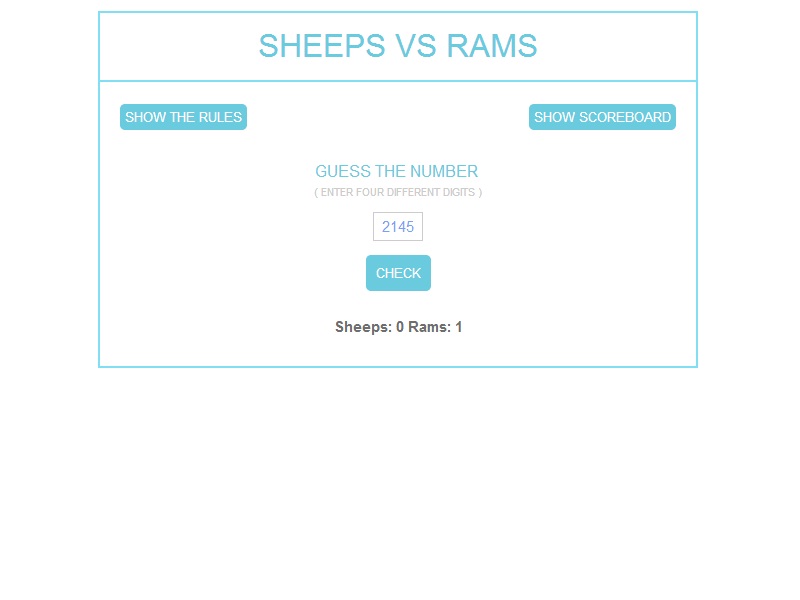 SHEEPS VS RAMS
SHOW THE RULES
SHOW SCOREBOARD
GUESS THE NUMBER
( ENTER FOUR DIFFERENT DIGITS )
2145
CHECK
Sheeps: 0 Rams: 1